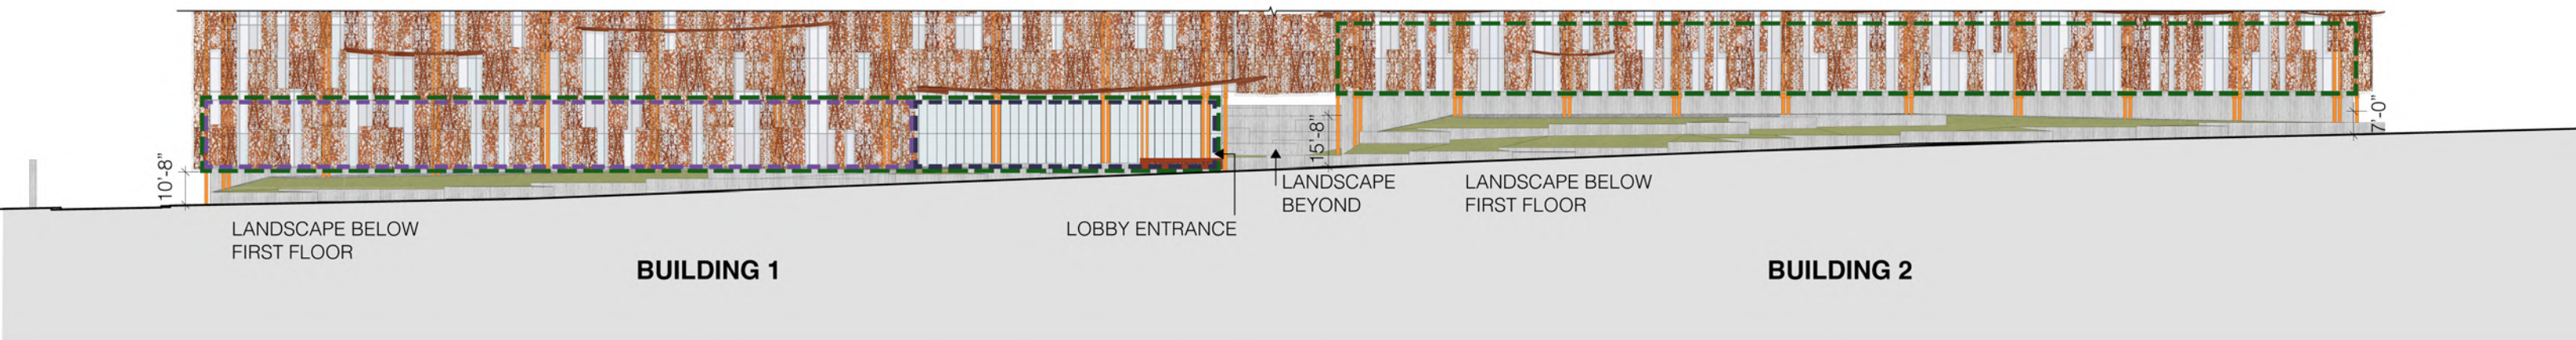 10'-8"
15'-8"
7'-0"
LANDSCAPE BELOW
FIRST FLOOR
LOBBY ENTRANCE
LANDSCAPE
BEYOND
LANDSCAPE BELOW
FIRST FLOOR
BUILDING 1
BUILDING 2